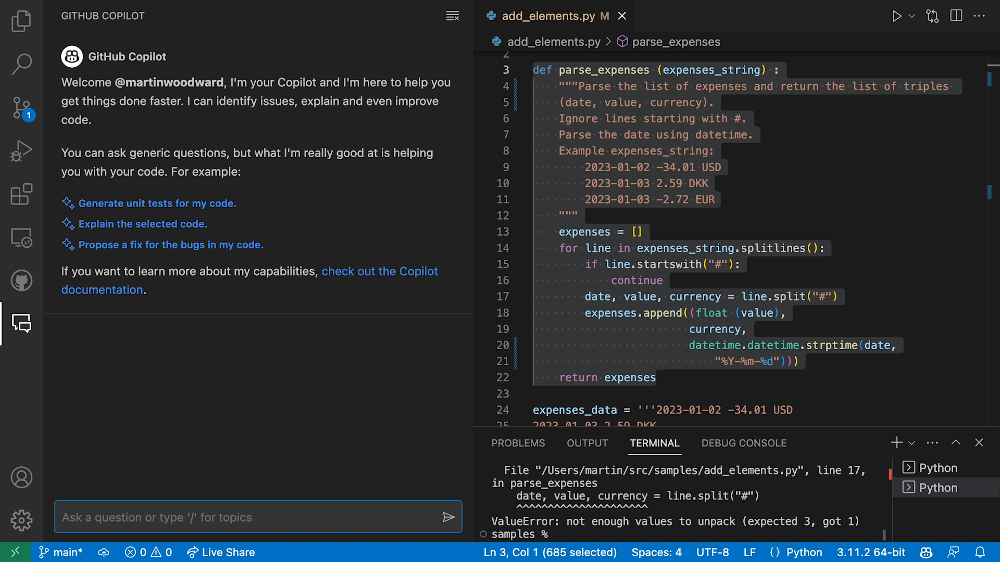 GITHUB COPILOT
GitHub Copilot
Welcome @martinwoodward, I'm your Copilot and I'm here to help you
get things done faster. I can identify issues, explain and even improve
code.
You can ask generic questions, but what I'm really good at is helping
you with your code. For example:
Generate unit tests for my code.
Explain the selected code.
Propose a fix for the bugs in my code.
If you want to learn more about my capabilities, check out the Copilot
documentation.
Ask a question or type '/' for topics
1
add_elements.py M
add_elements.py > parse_expenses
2
3 def parse_expenses (expenses_string) :
4 """Parse the list of expenses and return the list of triples
5 (date, value, currency).
6 Ignore lines starting with #.
7 Parse the date using datetime.
8 Example expenses_string:
9 2023-01-02 -34.01 USD
10 2023-01-03 2.59 DKK
11 2023-01-03 -2.72 EUR
12 """
13 expenses = []
14 for line in expenses_string.splitlines():
15 if line.startswith("#"):
16 continue
17 date, value, currency = line.split("#")
18 expenses.append((float (value),
19 currency,
20 datetime.datetime.strptime(date,
21 "%Y-%m-%d")))
22 return expenses
23
24 expenses_data = '''2023-01-02 -34.01 USD
25 2023-01-03 2.59 DKK
PROBLEMS OUTPUT TERMINAL DEBUG CONSOLE
File "/Users/martin/src/samples/add_elements.py", line 17,
in parse_expenses
date, value, currency = line.split("#")
^^^^^^^^^^^^^^^^^^^^
ValueError: not enough values to unpack (expected 3, got 1)
samples %
Python
Python
main* 0 0 Live Share
Ln 3, Col 1 (685 selected) Spaces: 4 UTF-8 LF {} Python 3.11.2 64-bit